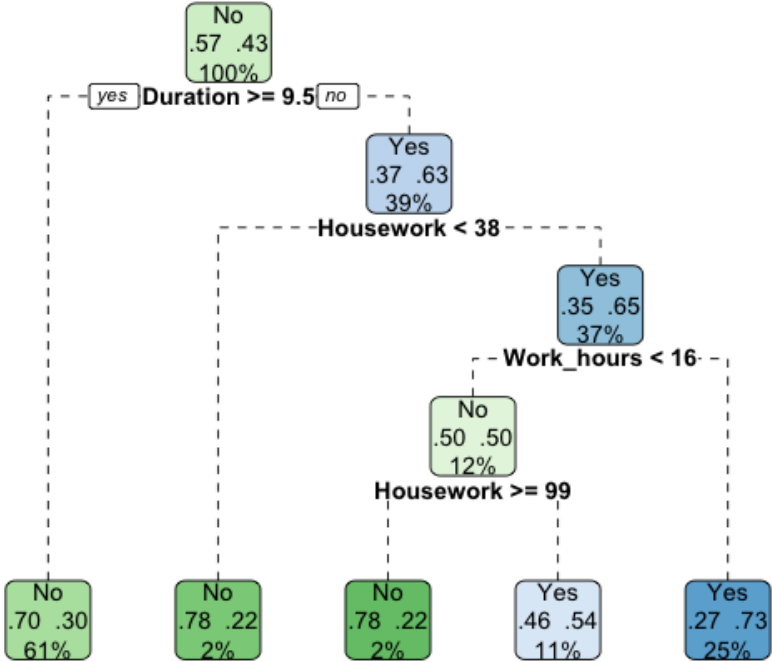 No
.57 .43
100%
yes Duration >= 9.5 no
Yes
.37 .63
39%
Housework < 38
Yes
.35 .65
37%
Work_hours < 16
No
.50 .50
12%
Housework >= 99
No
.70 .30
61%
No
.78 .22
2%
No
.78 .22
2%
Yes
.46 .54
11%
Yes
.27 .73
25%